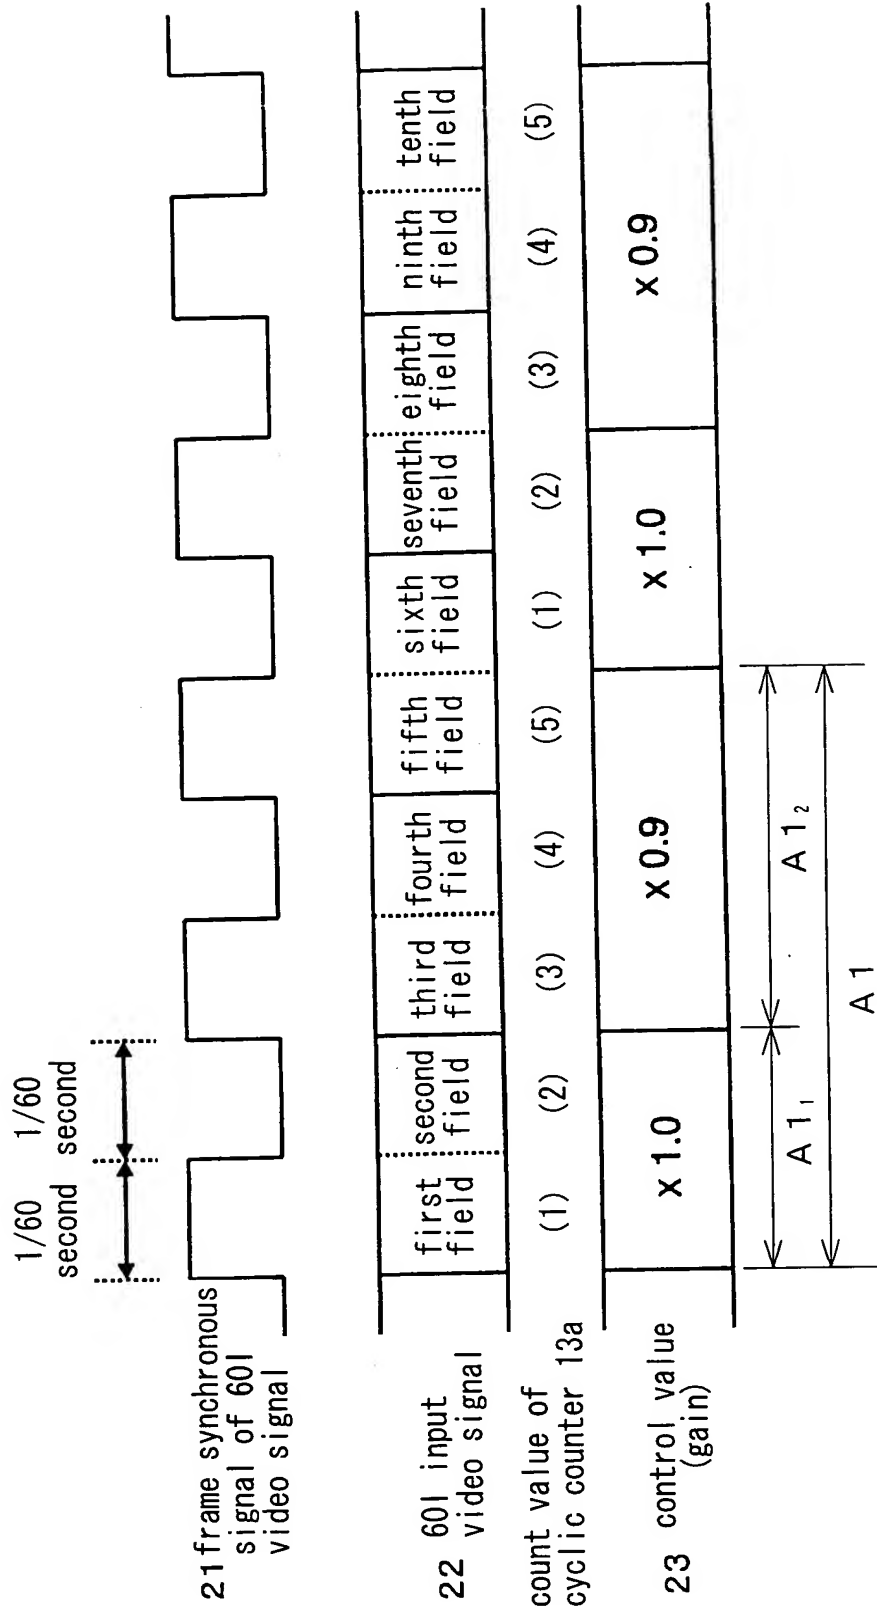 1/60
second
1/60
second
21 frame synchronous
signal of 60I
video signal
22 60I input
video signal
first
field
second
field
third
field
fourth
field
fifth
field
sixth
field
seventh
field
eighth
field
ninth
field
tenth
field
count value of
cyclic counter 13a
(1) (2) (3) (4) (5) (1) (2) (3) (4) (5)
23 control value
(gain)
x 1.0 x 0.9 x 1.0 x 0.9
A1₁ A1₂
A1